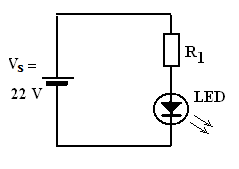 R1
Vs =
22 V
LED